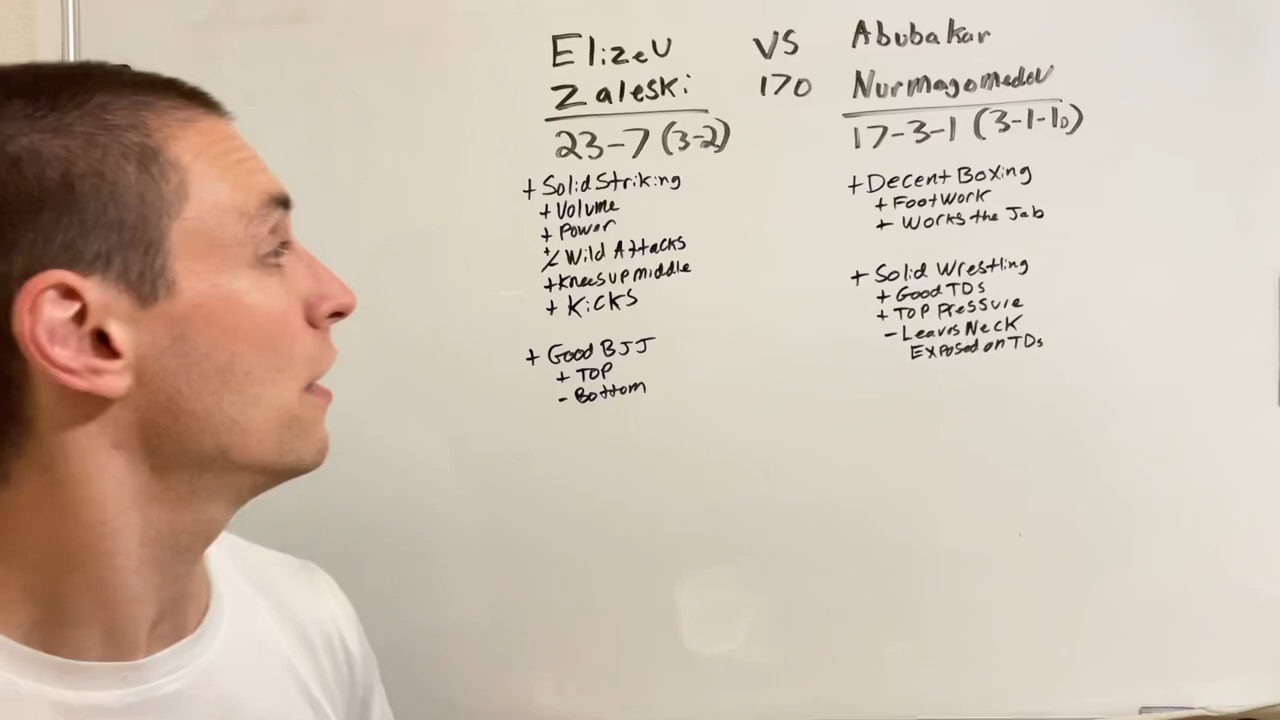 Elizeu VS Abubakar
Zaleski 170 Nurmagomedov
23-7 (3-2)
+ Solid Striking
+ Volume
+ Power
+/- Wild Attacks
+ Knees up middle
+ Kicks
+ Good BJJ
+ TOP
- Bottom
17-3-1 (3-1-1D)
+ Decent Boxing
+ Footwork
+ Works the Jab
+ Solid Wrestling
+ Good TDs
+ Top Pressure
- Leaves Neck
Exposed on TDs